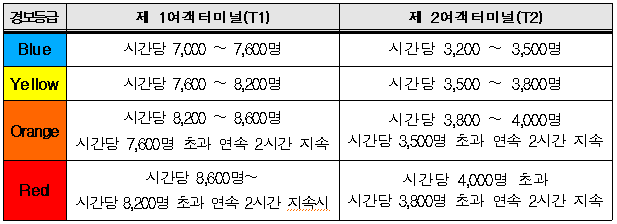 경보등급 제 1여객터미널(T1) 제 2여객터미널(T2)
Blue 시간당 7,000 ~ 7,600명 시간당 3,200 ~ 3,500명
Yellow 시간당 7,600 ~ 8,200명 시간당 3,500 ~ 3,800명
Orange 시간당 8,200 ~ 8,600명 시간당 3,800 ~ 4,000명
시간당 7,600명 초과 연속 2시간 지속 시간당 3,500명 초과 연속 2시간 지속
Red 시간당 8,600명~ 시간당 4,000명 초과
시간당 8,200명 초과 연속 2시간 지속시 시간당 3,800명 초과 연속 2시간 지속